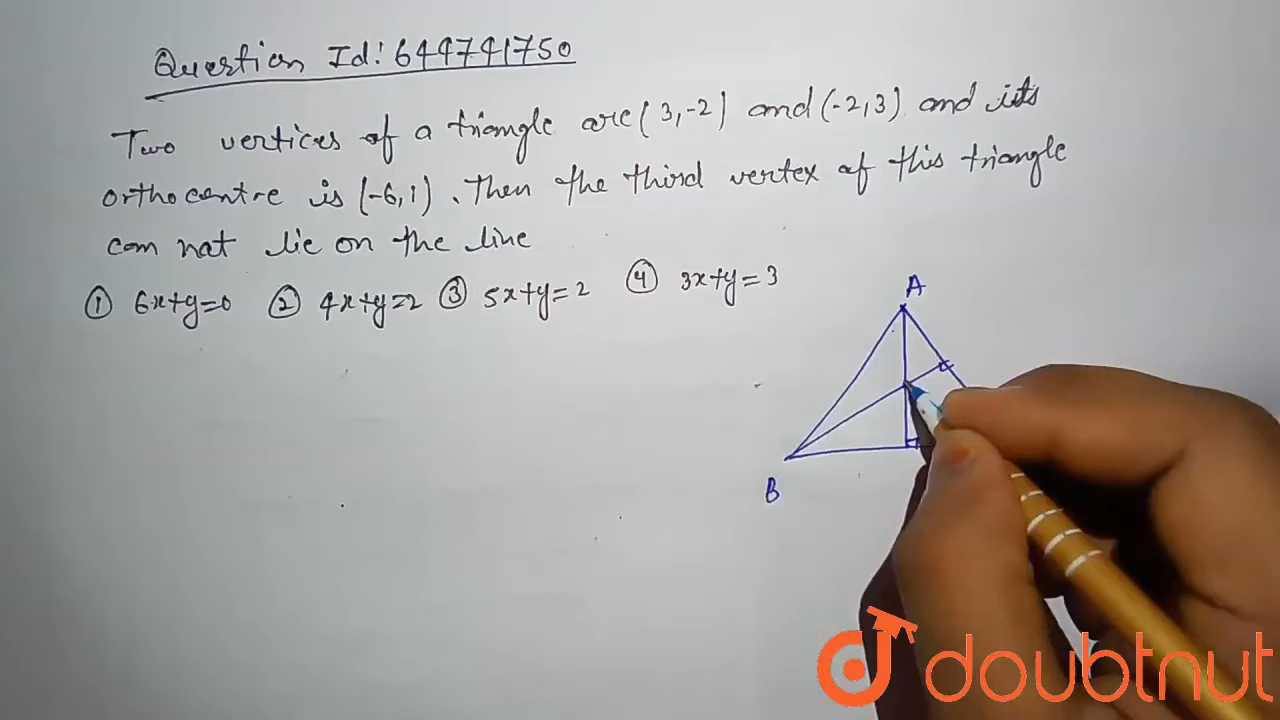 Question Id: 644741750
Two vertices of a triangle are (3,-2) and (-2,3) and its
orthocentre is (-6,1). Then the third vertex of this triangle
can not lie on the line
① 6x+y=0 ② 4x+y=2 ③ 5x+y=2 ④ 3x+y=3
A
B
doubtnut